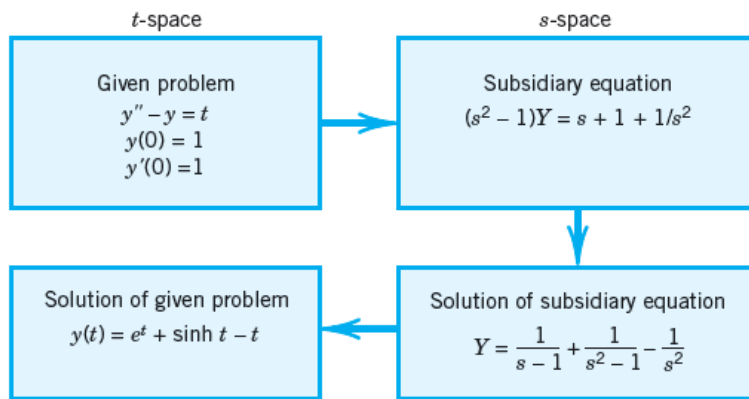 t-space
s-space
Given problem
y″ – y = t
y(0) = 1
y′(0) =1
Subsidiary equation
(s² – 1)Y = s + 1 + 1/s²
Solution of given problem
y(t) = eᵗ + sinh t – t
Solution of subsidiary equation
Y = 1/(s – 1) + 1/(s² – 1) – 1/s²